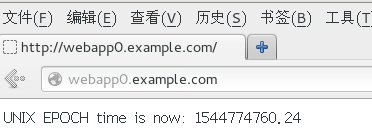 文件(F) 编辑(E) 查看(V) 历史(S) 书签(B) 工具(T)
http://webapp0.example.com/
webapp0.example.com
UNIX EPOCH time is now: 1544774760.24